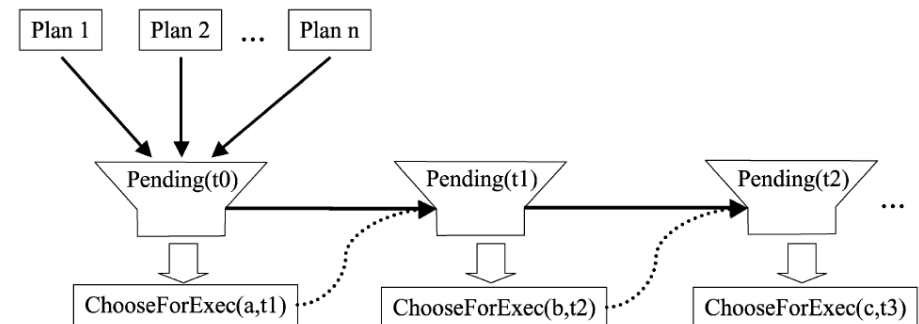 Plan 1 Plan 2 ... Plan n
Pending(t0) Pending(t1) Pending(t2) ...
ChooseForExec(a,t1) ChooseForExec(b,t2) ChooseForExec(c,t3)